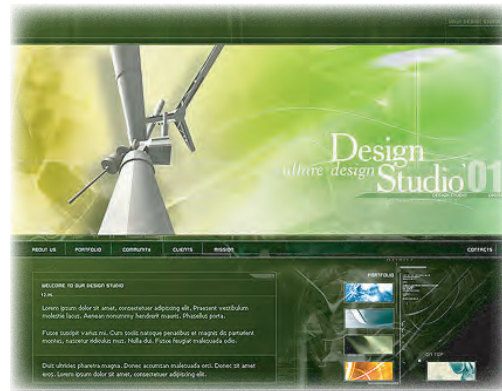 Design
ulture design
Studio'01
DESIGN STUDIO
ABOUT US PORTFOLIO COMMUNITY CLIENTS MISSION CONTACTS
WELCOME TO OUR DESIGN STUDIO
Lorem ipsum dolor sit amet, consectetuer adipiscing elit. Praesent vestibulum
molestie lacus. Aenean nonummy hendrerit mauris. Phasellus porta.
Fusce suscipit varius mi. Cum sociis natoque penatibus et magnis dis parturient
montes, nascetur ridiculus mus. Nulla dui. Fusce feugiat malesuada odio.
Duis ultricies pharetra magna. Donec accumsan malesuada orci. Donec sit amet
eros. Lorem ipsum dolor sit amet, consectetuer adipiscing elit.
PORTFOLIO
ON TOP